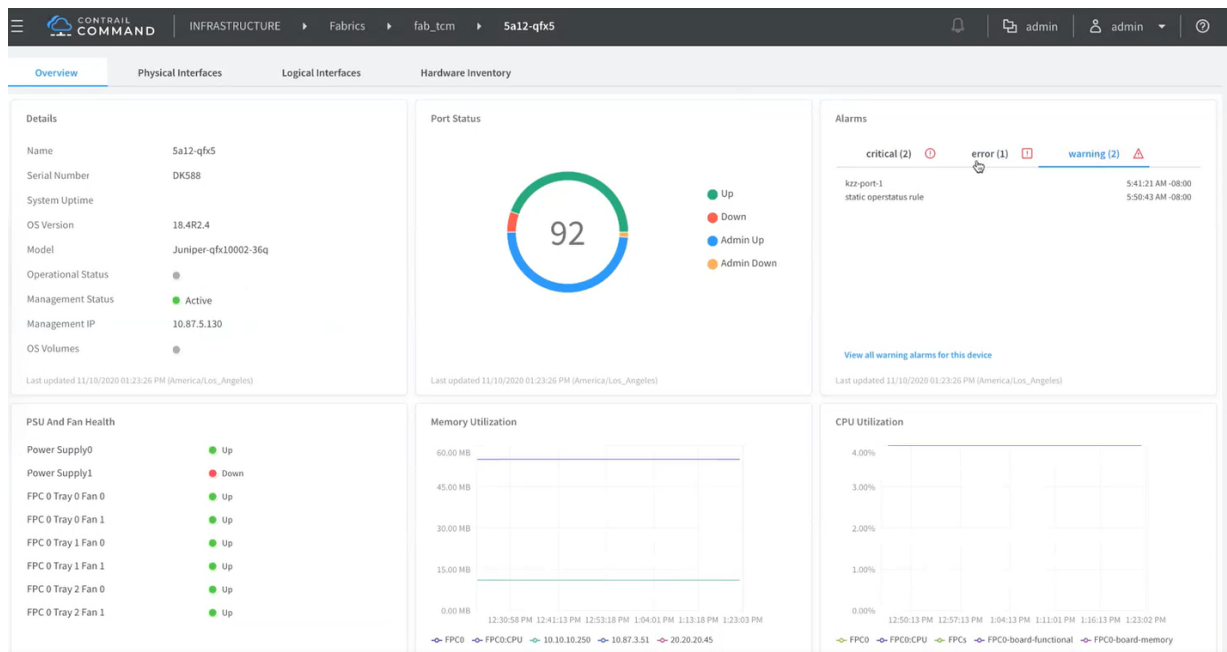 CONTRAIL COMMAND INFRASTRUCTURE Fabrics fab_tcm 5a12-qfx5 admin admin
Overview Physical Interfaces Logical Interfaces Hardware Inventory
Details
Name 5a12-qfx5
Serial Number DK588
System Uptime
OS Version 18.4R2.4
Model Juniper-qfx10002-36q
Operational Status
Management Status Active
Management IP 10.87.5.130
OS Volumes
Last updated 11/10/2020 01:23:26 PM (America/Los_Angeles)
Port Status
92
Up
Down
Admin Up
Admin Down
Last updated 11/10/2020 01:23:26 PM (America/Los_Angeles)
Alarms
critical (2) error (1) warning (2)
kzz-port-1 5:41:21 AM -08:00
static operstatus rule 5:50:43 AM -08:00
View all warning alarms for this device
Last updated 11/10/2020 01:23:26 PM (America/Los_Angeles)
PSU And Fan Health
Power Supply0 Up
Power Supply1 Down
FPC 0 Tray 0 Fan 0 Up
FPC 0 Tray 0 Fan 1 Up
FPC 0 Tray 1 Fan 0 Up
FPC 0 Tray 1 Fan 1 Up
FPC 0 Tray 2 Fan 0 Up
FPC 0 Tray 2 Fan 1 Up
Memory Utilization
60.00 MB
45.00 MB
30.00 MB
15.00 MB
0.00 MB
12:30:58 PM 12:41:13 PM 12:53:18 PM 1:04:01 PM 1:13:18 PM 1:23:03 PM
FPC0 FPC0:CPU 10.10.10.250 10.87.3.51 20.20.20.45
CPU Utilization
4.00%
3.00%
2.00%
1.00%
0.00%
12:50:13 PM 12:57:13 PM 1:04:13 PM 1:11:01 PM 1:16:13 PM 1:23:02 PM
FPC0 FPC0:CPU FPCs FPC0-board-functional FPC0-board-memory